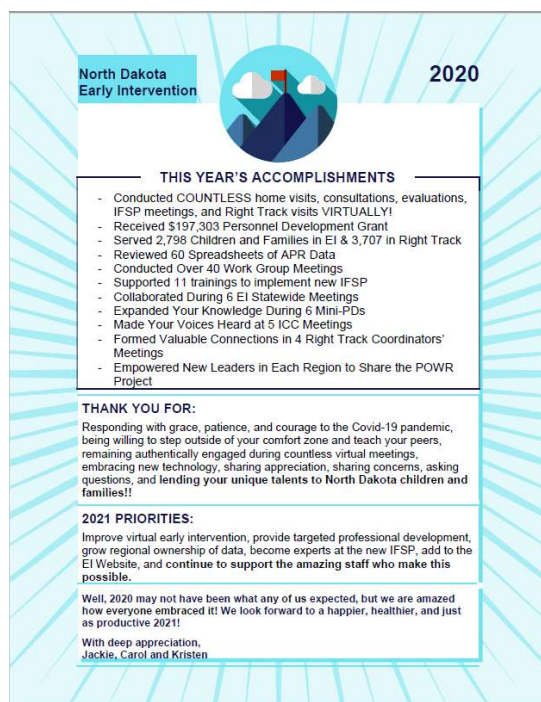 North Dakota
Early Intervention
2020
THIS YEAR'S ACCOMPLISHMENTS
- Conducted COUNTLESS home visits, consultations, evaluations,
IFSP meetings, and Right Track visits VIRTUALLY!
- Received $197,303 Personnel Development Grant
- Served 2,798 Children and Families in EI & 3,707 in Right Track
- Reviewed 60 Spreadsheets of APR Data
- Conducted Over 40 Work Group Meetings
- Supported 11 trainings to implement new IFSP
- Collaborated During 6 EI Statewide Meetings
- Expanded Your Knowledge During 6 Mini-PDs
- Made Your Voices Heard at 5 ICC Meetings
- Formed Valuable Connections in 4 Right Track Coordinators'
Meetings
- Empowered New Leaders in Each Region to Share the POWR
Project
THANK YOU FOR:
Responding with grace, patience, and courage to the Covid-19 pandemic,
being willing to step outside of your comfort zone and teach your peers,
remaining authentically engaged during countless virtual meetings,
embracing new technology, sharing appreciation, sharing concerns, asking
questions, and lending your unique talents to North Dakota children and
families!!
2021 PRIORITIES:
Improve virtual early intervention, provide targeted professional development,
grow regional ownership of data, become experts at the new IFSP, add to the
EI Website, and continue to support the amazing staff who make this
possible.
Well, 2020 may not have been what any of us expected, but we are amazed
how everyone embraced it! We look forward to a happier, healthier, and just
as productive 2021!
With deep appreciation,
Jackie, Carol and Kristen